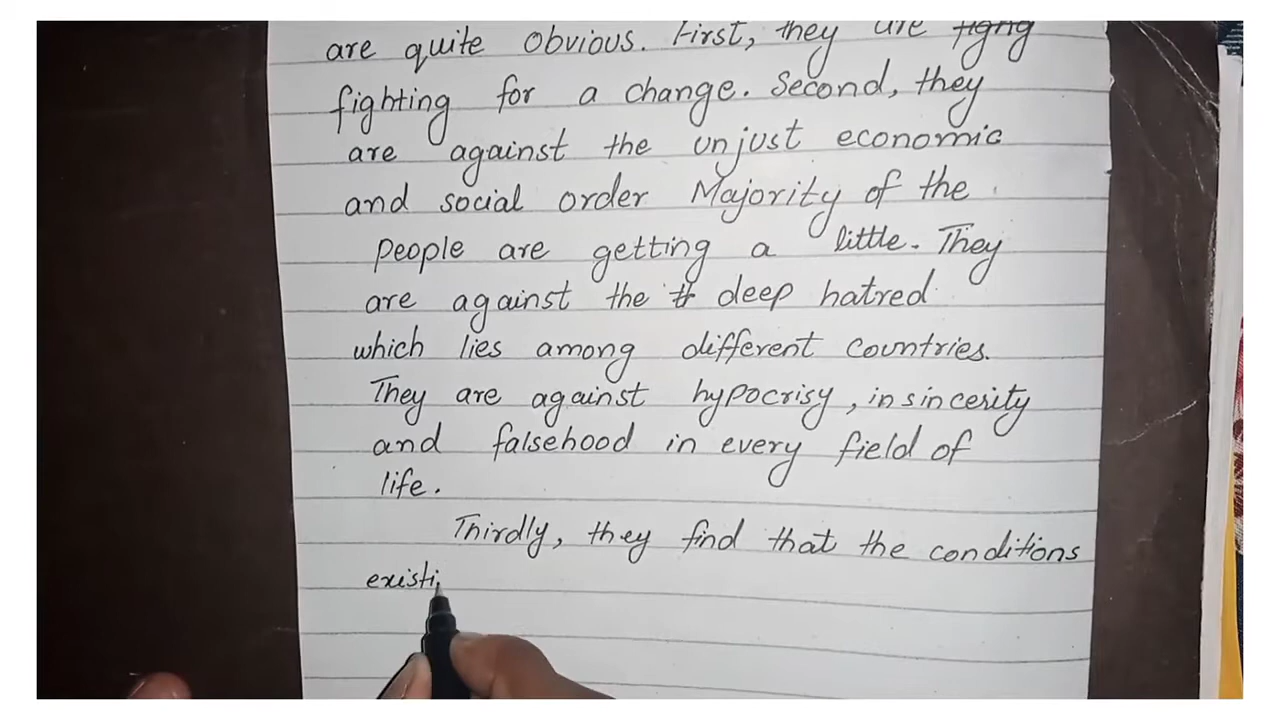 are quite obvious. First, they are
fighting for a change. Second, they
are against the unjust economic
and social order Majority of the
people are getting a little. They
are against the deep hatred
which lies among different countries.
They are against hypocrisy, insincerity
and falsehood in every field of
life.
Thirdly, they find that the conditions
existi